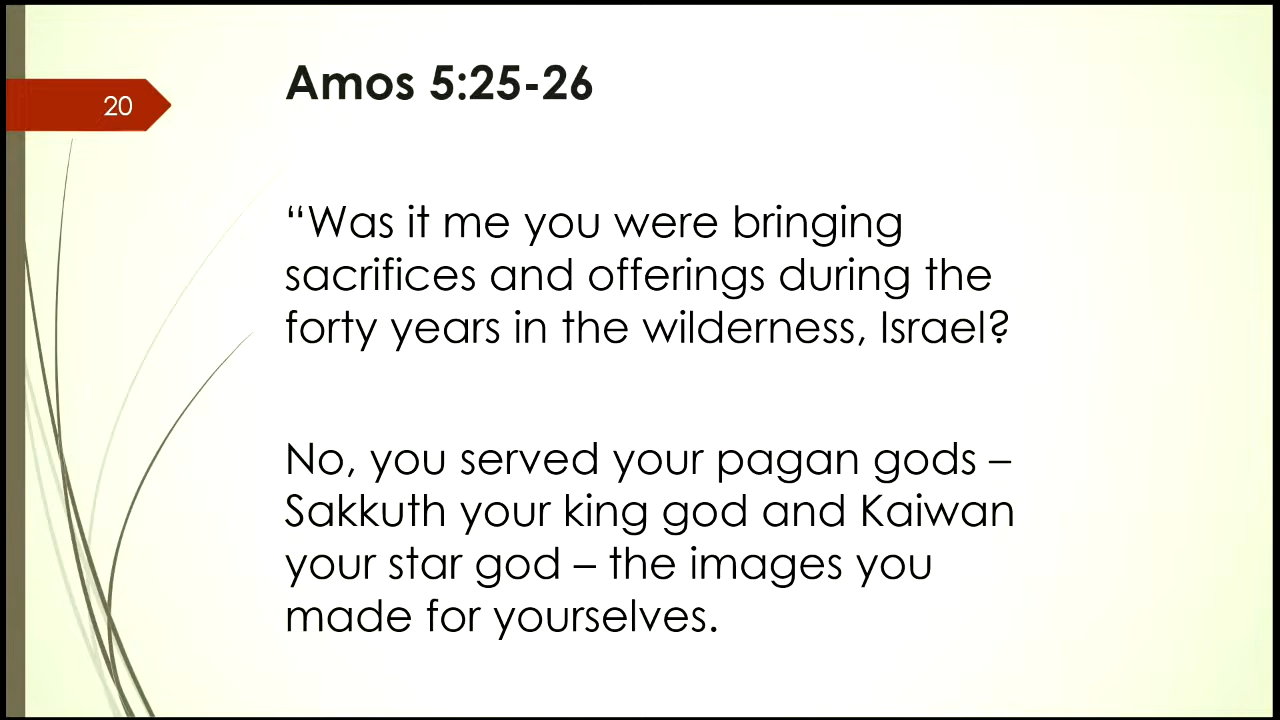 Amos 5:25-26
20
“Was it me you were bringing
sacrifices and offerings during the
forty years in the wilderness, Israel?
No, you served your pagan gods –
Sakkuth your king god and Kaiwan
your star god – the images you
made for yourselves.